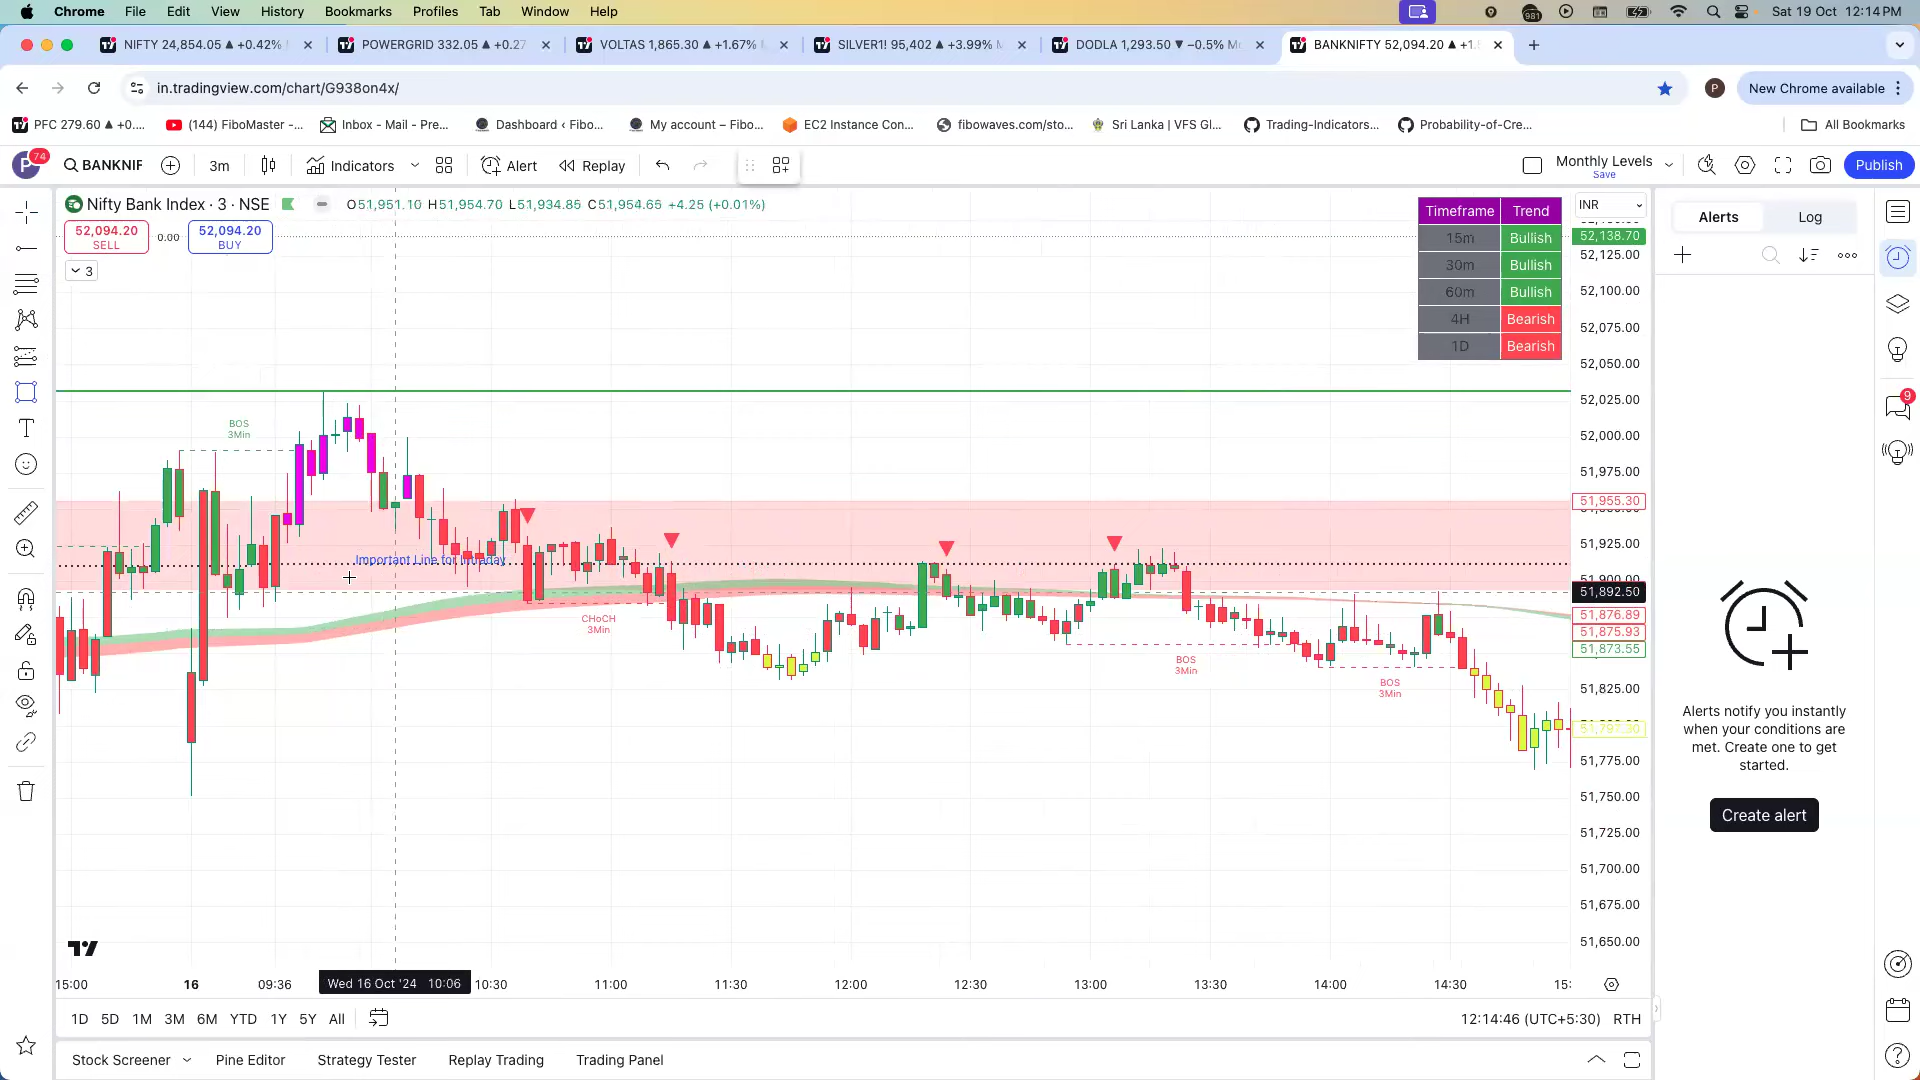 Chrome File Edit View History Bookmarks Profiles Tab Window Help
981
Sat 19 Oct 12:14 PM
NIFTY 24,854.05 ▲ +0.42%
POWERGRID 332.05 ▲ +0.27
VOLTAS 1,865.30 ▲ +1.67%
SILVER1! 95,402 ▲ +3.99% M
DODLA 1,293.50 ▼ −0.5%
BANKNIFTY 52,094.20 ▲ +1.
in.tradingview.com/chart/G938on4x/
P
New Chrome available
PFC 279.60 ▲ +0....
(144) FiboMaster -...
Inbox - Mail - Pre...
Dashboard ‹ Fibo...
My account – Fibo...
EC2 Instance Con...
fibowaves.com/sto...
Sri Lanka | VFS Gl...
Trading-Indicators...
Probability-of-Cre...
All Bookmarks
P 74
BANKNIF
3m
Indicators
Alert
Replay
Monthly Levels
Save
Publish
Nifty Bank Index · 3 · NSE
O51,951.10 H51,954.70 L51,934.85 C51,954.65 +4.25 (+0.01%)
52,094.20
SELL
0.00
52,094.20
BUY
3
Timeframe Trend
15m Bullish
30m Bullish
60m Bullish
4H Bearish
1D Bearish
INR
52,138.70
52,125.00
52,100.00
52,075.00
52,050.00
52,025.00
52,000.00
51,975.00
51,955.30
51,925.00
51,900.00
51,892.50
51,876.89
51,875.93
51,873.55
51,825.00
51,797.30
51,775.00
51,750.00
51,725.00
51,700.00
51,675.00
51,650.00
BOS
3Min
Important Line for Intraday
CHoCH
3Min
BOS
3Min
BOS
3Min
15:00 16 09:36 Wed 16 Oct '24 10:06 10:30 11:00 11:30 12:00 12:30 13:00 13:30 14:00 14:30 15:
1D 5D 1M 3M 6M YTD 1Y 5Y All
12:14:46 (UTC+5:30) RTH
Stock Screener Pine Editor Strategy Tester Replay Trading Trading Panel
Alerts Log
9
Alerts notify you instantly
when your conditions are
met. Create one to get
started.
Create alert